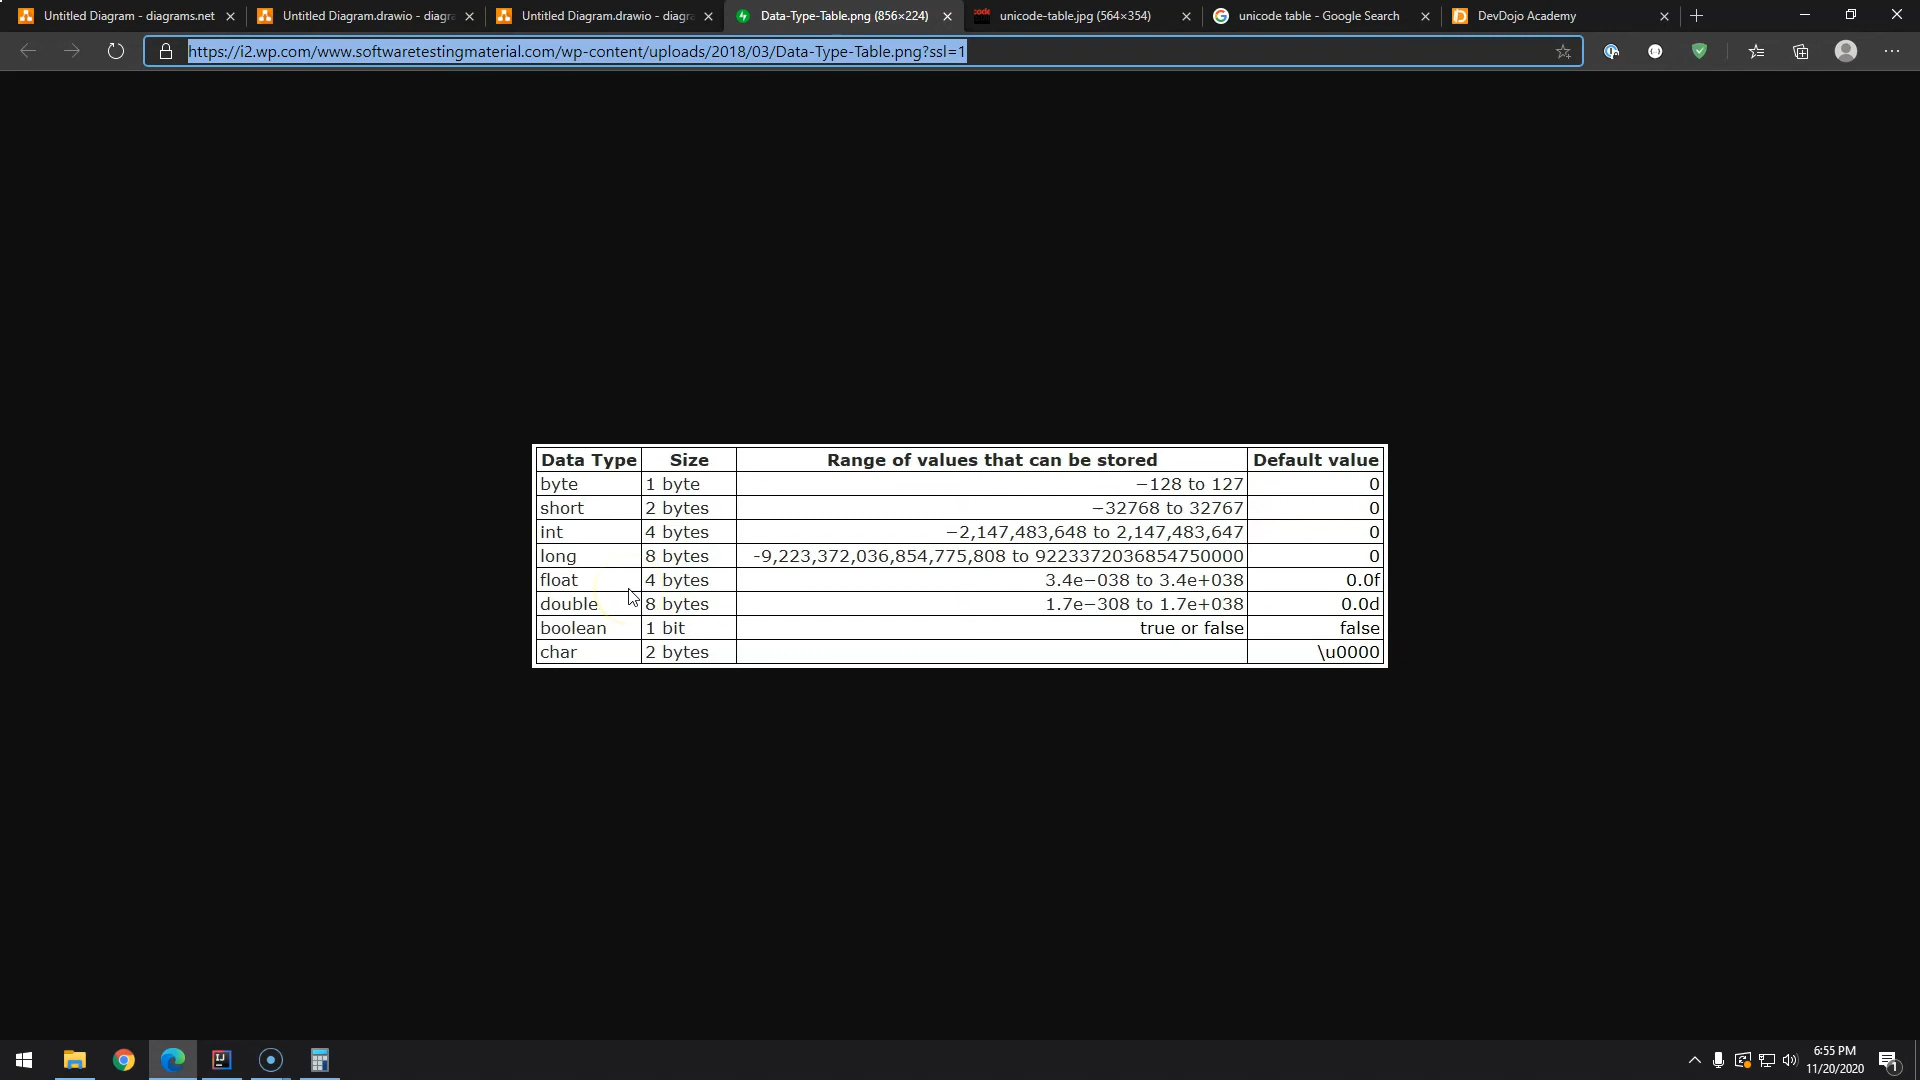 Untitled Diagram - diagrams.net
Untitled Diagram.drawio - diagra
Untitled Diagram.drawio - diagra
Data-Type-Table.png (856×224)
unicode-table.jpg (564×354)
unicode table - Google Search
DevDojo Academy
https://i2.wp.com/www.softwaretestingmaterial.com/wp-content/uploads/2018/03/Data-Type-Table.png?ssl=1
Data Type Size Range of values that can be stored Default value
byte 1 byte −128 to 127 0
short 2 bytes −32768 to 32767 0
int 4 bytes −2,147,483,648 to 2,147,483,647 0
long 8 bytes -9,223,372,036,854,775,808 to 9223372036854750000 0
float 4 bytes 3.4e−038 to 3.4e+038 0.0f
double 8 bytes 1.7e−308 to 1.7e+038 0.0d
boolean 1 bit true or false false
char 2 bytes \u0000
6:55 PM
11/20/2020
1